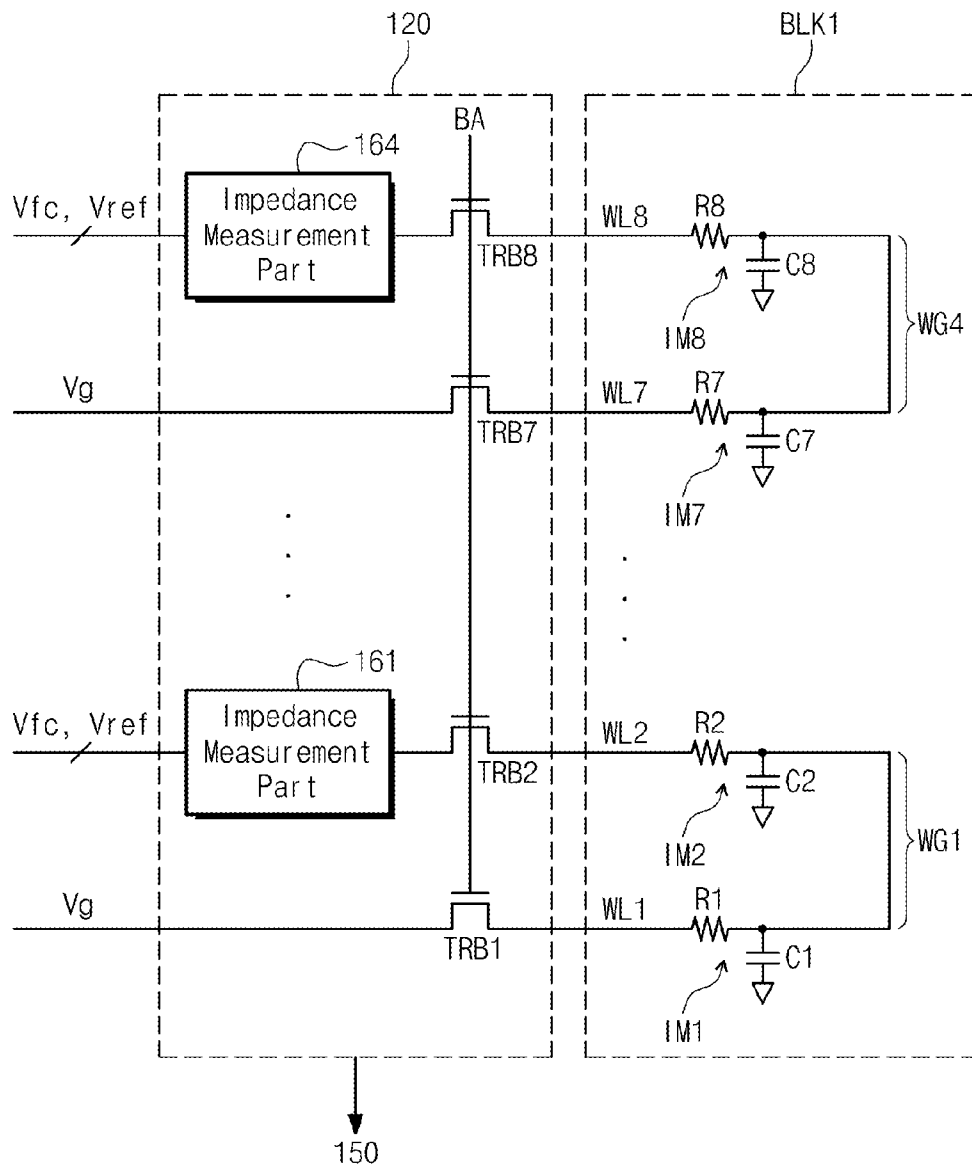 120
BLK1
BA
164
Vfc, Vref
Impedance
Measurement
Part
TRB8
WL8
R8
C8
IM8
WG4
Vg
TRB7
WL7
R7
C7
IM7
161
Vfc, Vref
Impedance
Measurement
Part
TRB2
WL2
R2
C2
IM2
WG1
Vg
TRB1
WL1
R1
C1
IM1
150